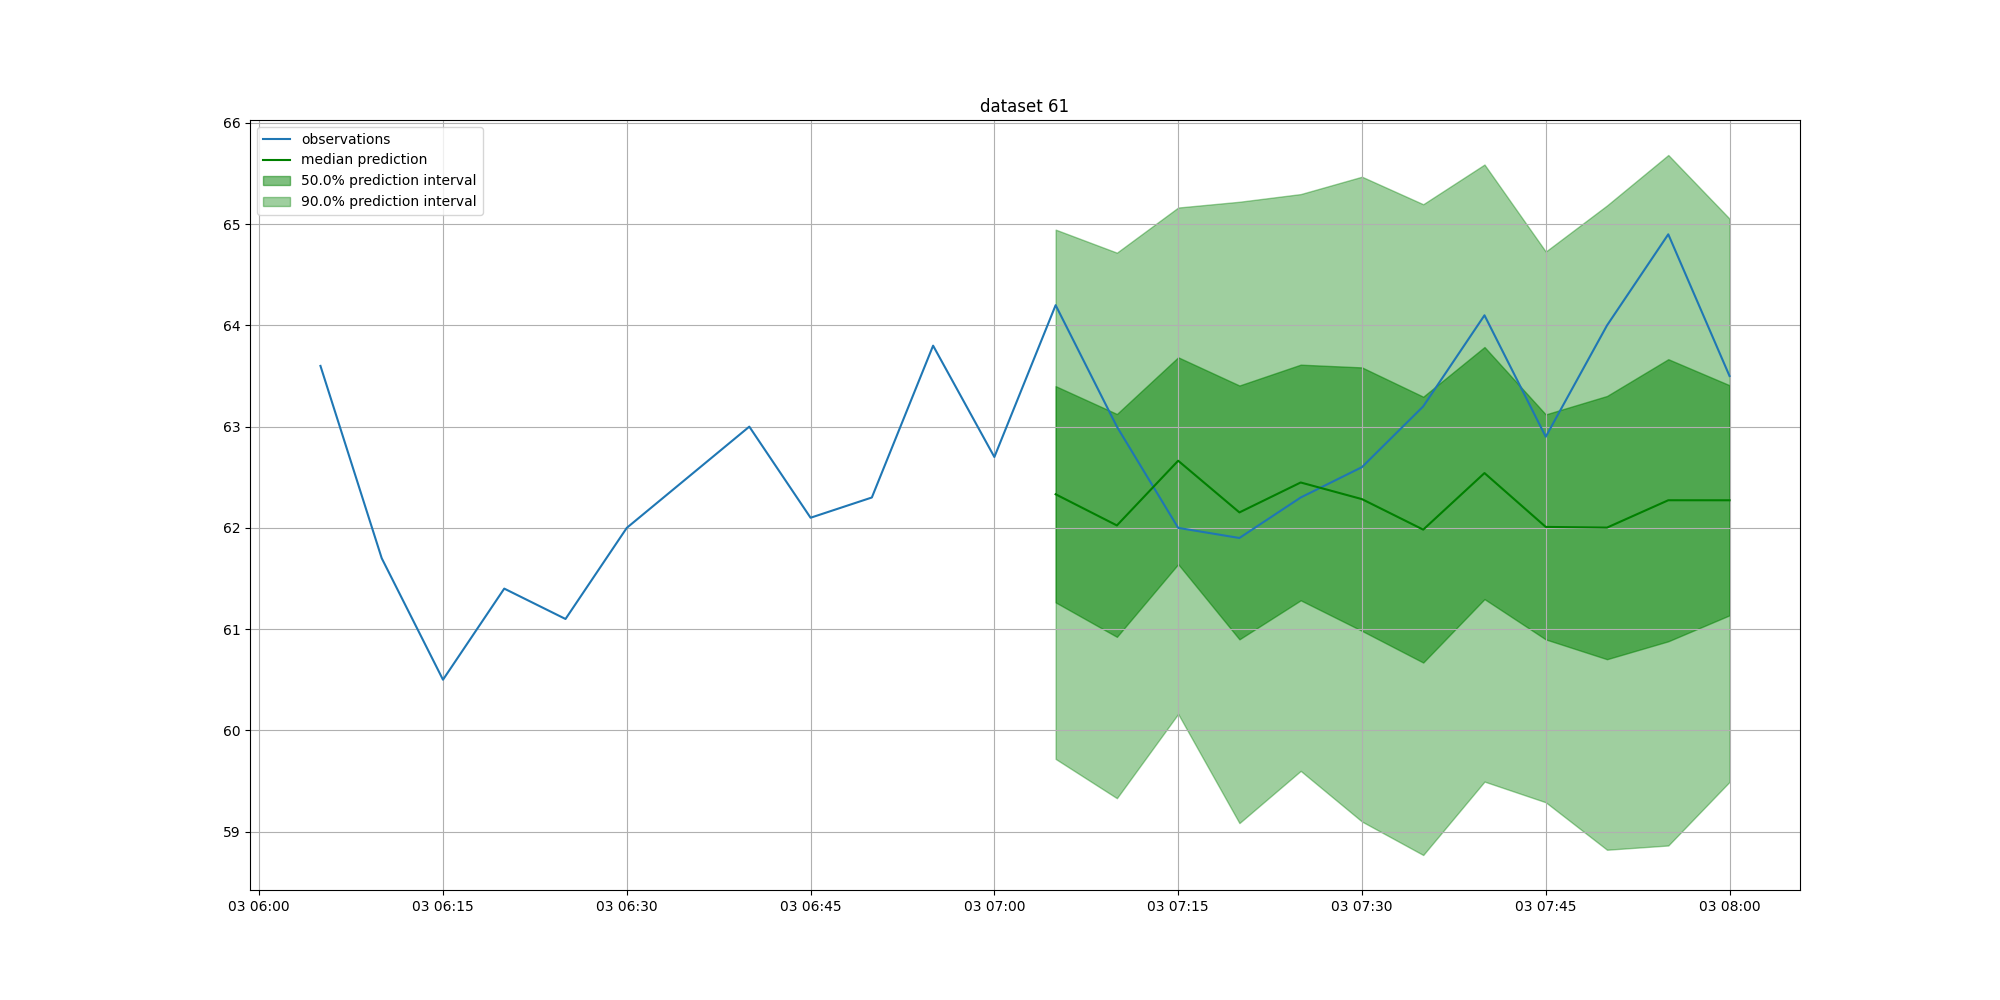 dataset 61
observations
median prediction
50.0% prediction interval
90.0% prediction interval
66
65
64
63
62
61
60
59
03 06:00 03 06:15 03 06:30 03 06:45 03 07:00 03 07:15 03 07:30 03 07:45 03 08:00